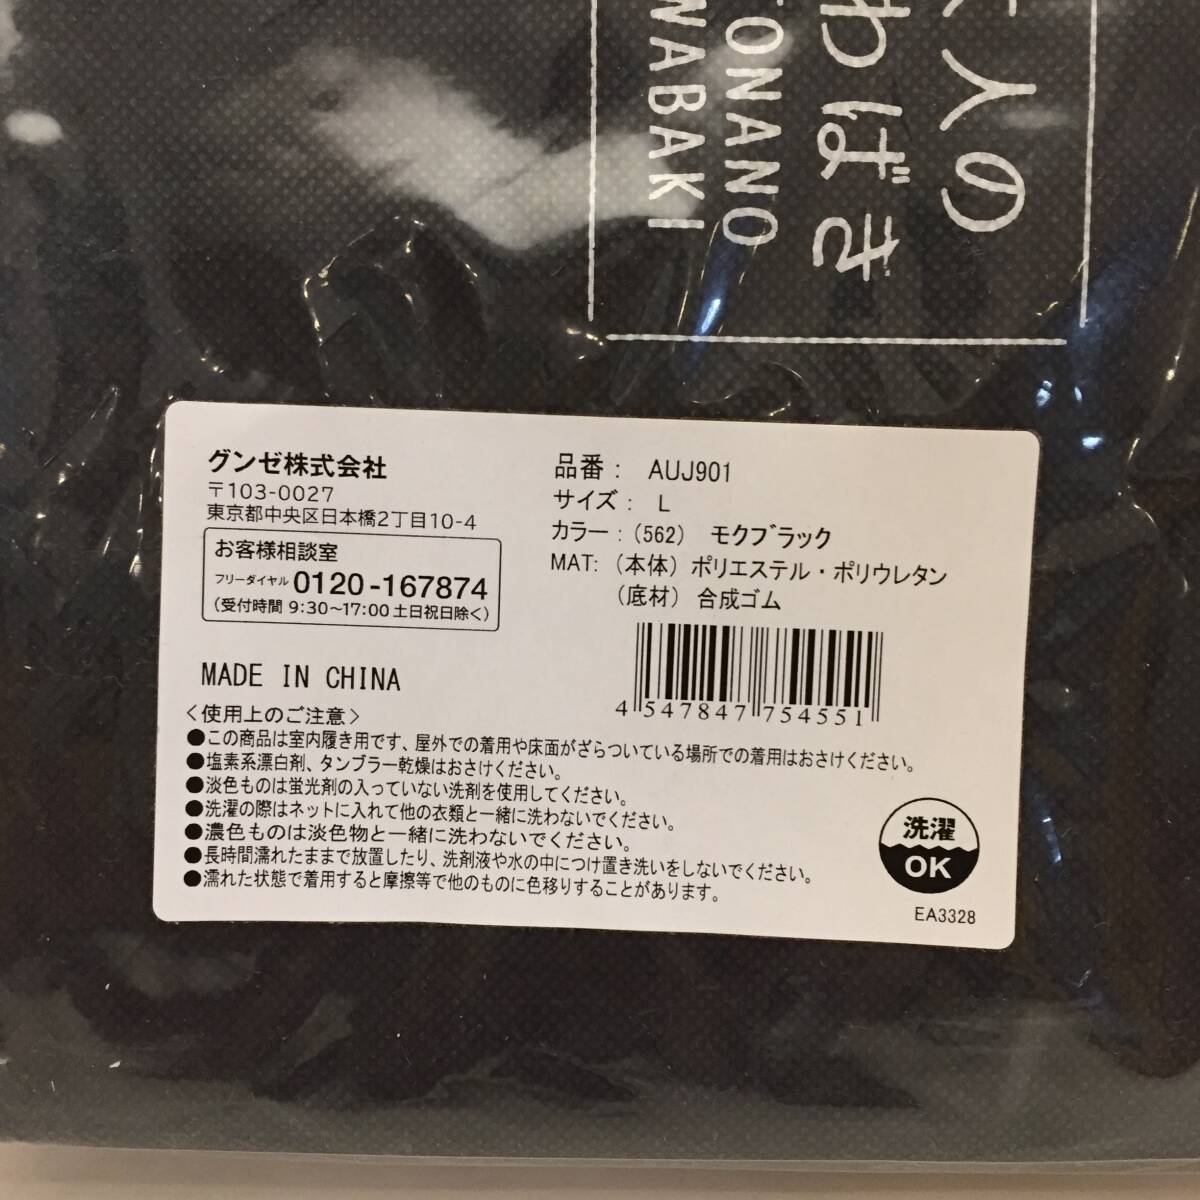 人の
わばき
TONANO
WABAKI
グンゼ株式会社
〒103-0027
東京都中央区日本橋2丁目10-4
お客様相談室
フリーダイヤル 0120-167874
(受付時間 9:30~17:00 土日祝日除く)
MADE IN CHINA
品番： AUJ901
サイズ： L
カラー：(562) モクブラック
MAT: (本体) ポリエステル・ポリウレタン
(底材) 合成ゴム
4 547847 754551
<使用上のご注意>
●この商品は室内履き用です、屋外での着用や床面がざらついている場所での着用はおさけください。
●塩素系漂白剤、タンブラー乾燥はおさけください。
●淡色ものは蛍光剤の入っていない洗剤を使用してください。
●洗濯の際はネットに入れて他の衣類と一緒に洗わないでください。
●濃色ものは淡色物と一緒に洗わないでください。
●長時間濡れたままで放置したり、洗剤液や水の中につけ置き洗いをしないでください。
●濡れた状態で着用すると摩擦等で他のものに色移りすることがあります。
洗濯
OK
EA3328